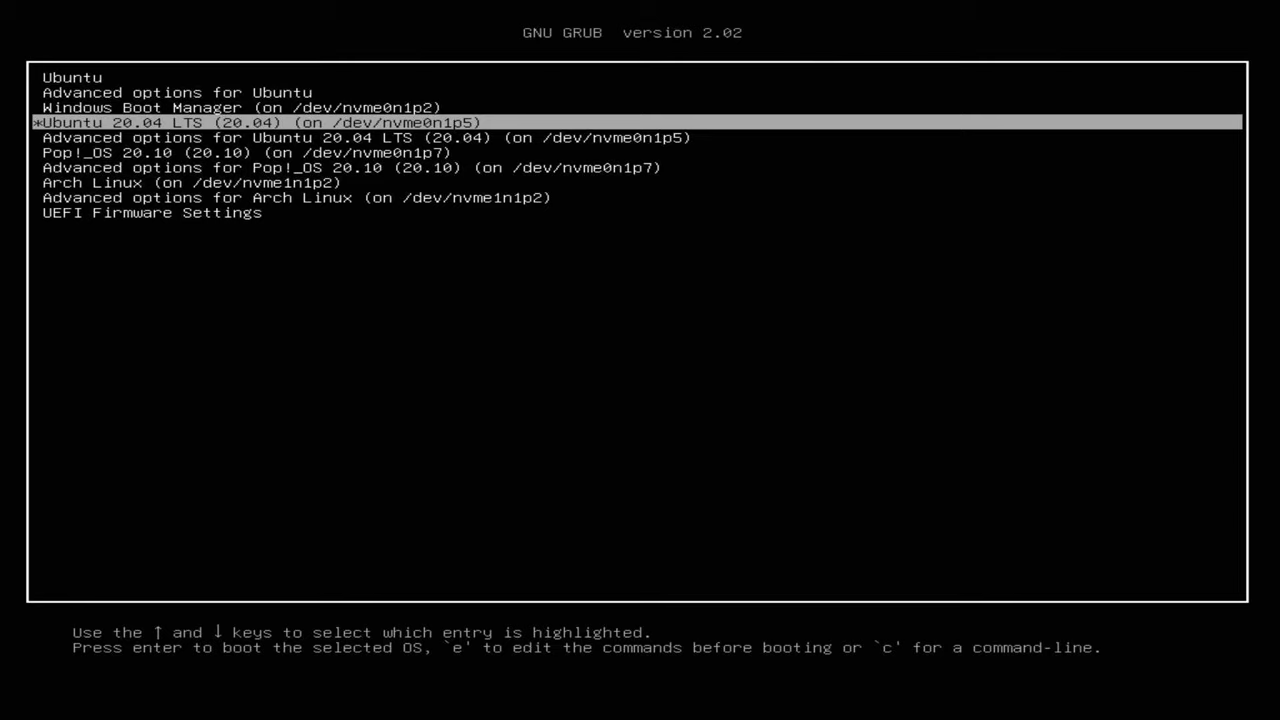 GNU GRUB  version 2.02
Ubuntu
Advanced options for Ubuntu
Windows Boot Manager (on /dev/nvme0n1p2)
*Ubuntu 20.04 LTS (20.04) (on /dev/nvme0n1p5)
Advanced options for Ubuntu 20.04 LTS (20.04) (on /dev/nvme0n1p5)
Pop!_OS 20.10 (20.10) (on /dev/nvme0n1p7)
Advanced options for Pop!_OS 20.10 (20.10) (on /dev/nvme0n1p7)
Arch Linux (on /dev/nvme1n1p2)
Advanced options for Arch Linux (on /dev/nvme1n1p2)
UEFI Firmware Settings
Use the ↑ and ↓ keys to select which entry is highlighted.
Press enter to boot the selected OS, `e' to edit the commands before booting or `c' for a command-line.